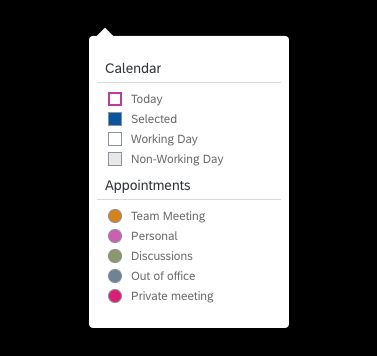 Calendar
Today
Selected
Working Day
Non-Working Day
Appointments
Team Meeting
Personal
Discussions
Out of office
Private meeting